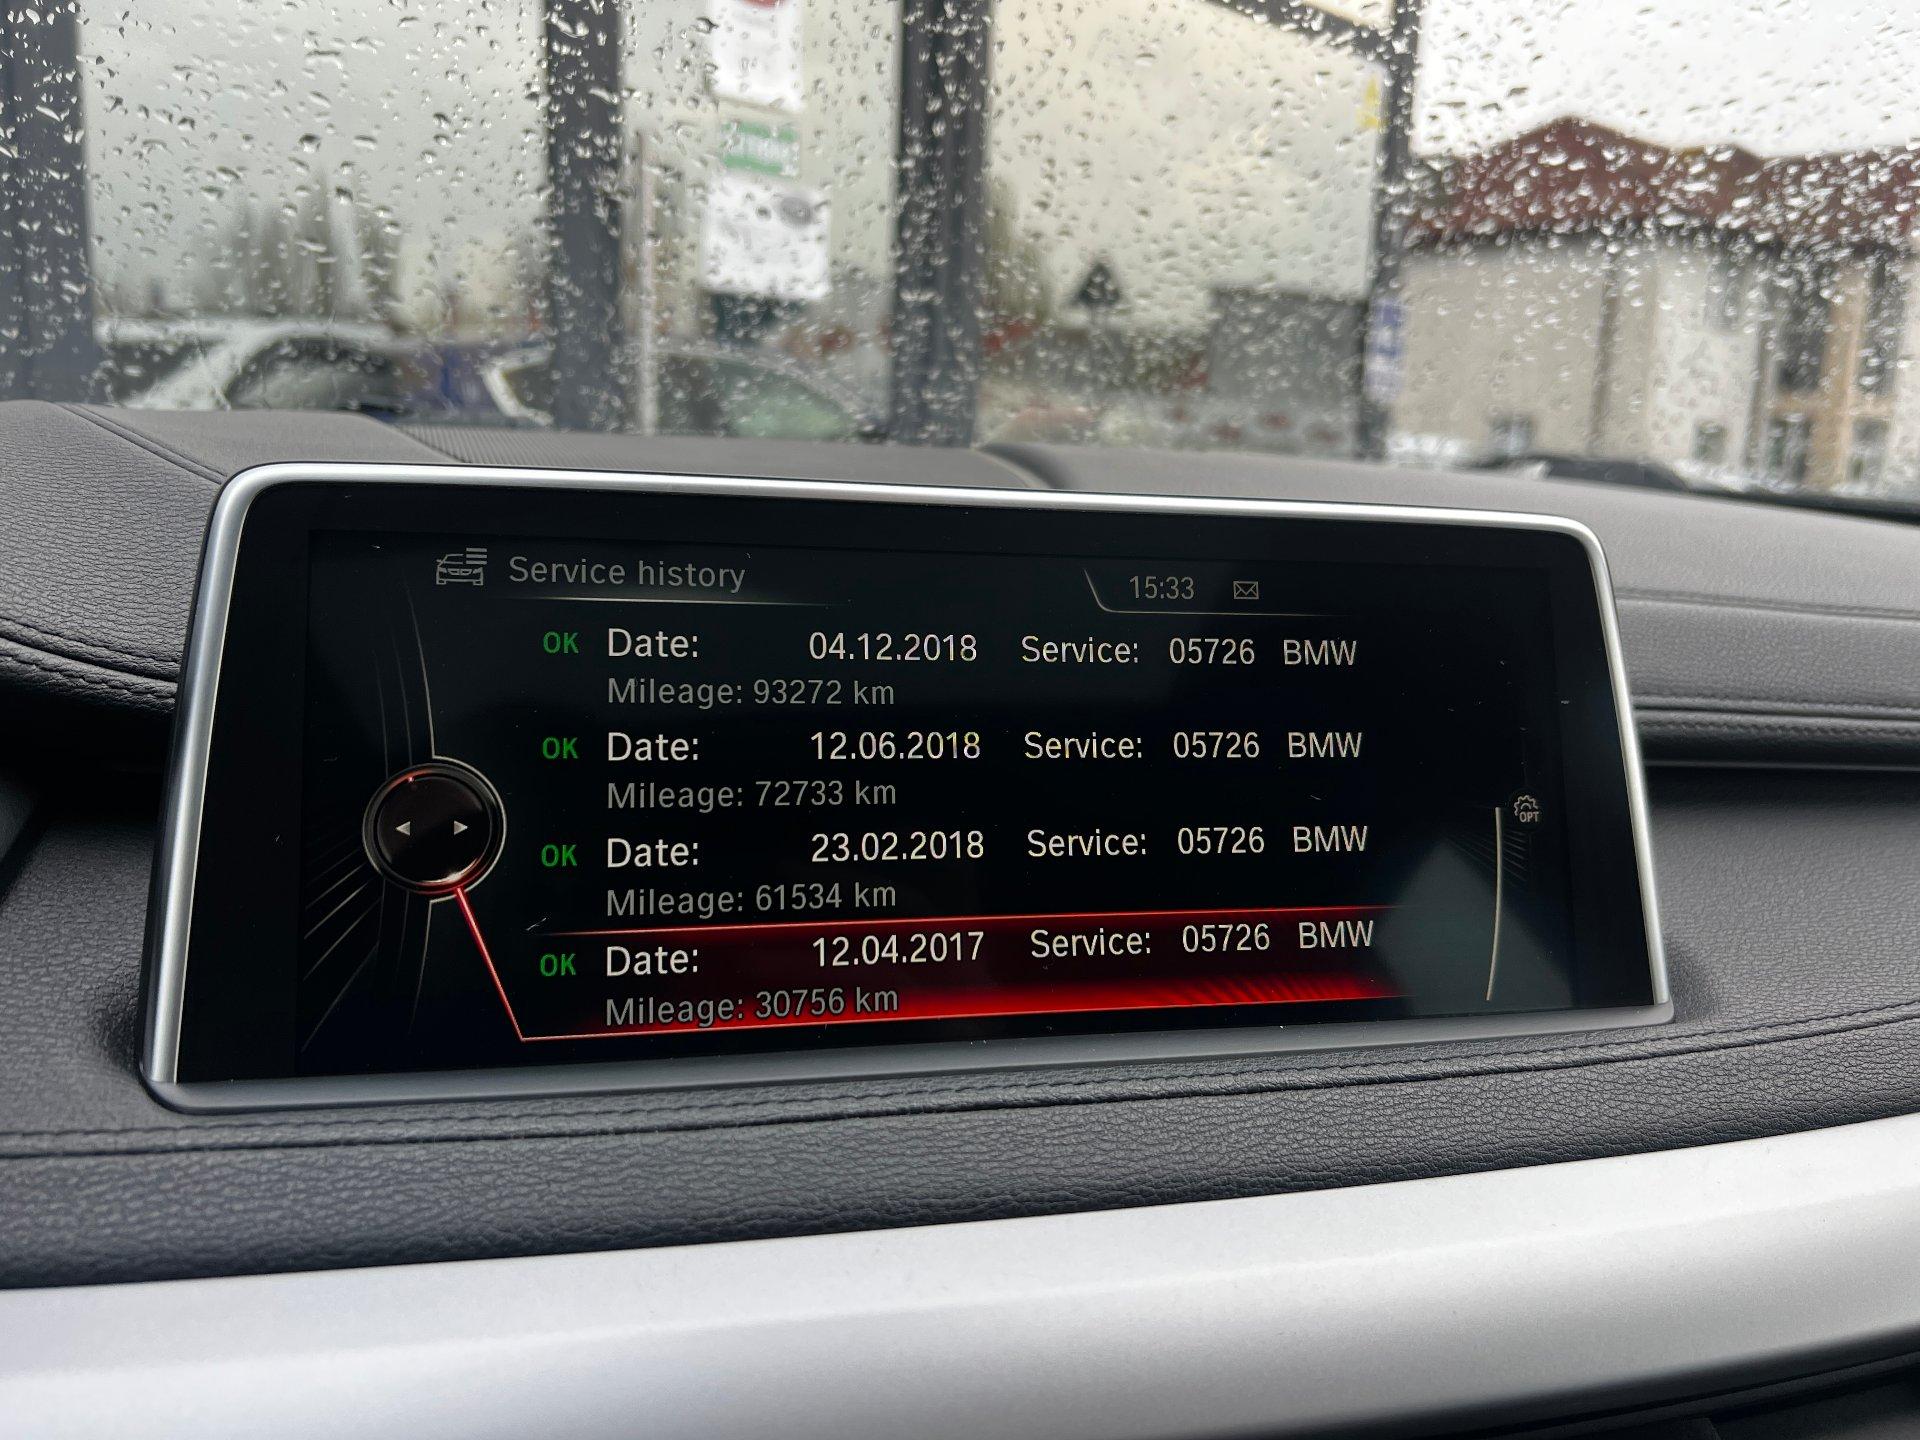 Service history
15:33
OK Date: 04.12.2018 Service: 05726 BMW
Mileage: 93272 km
OK Date: 12.06.2018 Service: 05726 BMW
Mileage: 72733 km
OK Date: 23.02.2018 Service: 05726 BMW
Mileage: 61534 km
OK Date: 12.04.2017 Service: 05726 BMW
Mileage: 30756 km
OPT